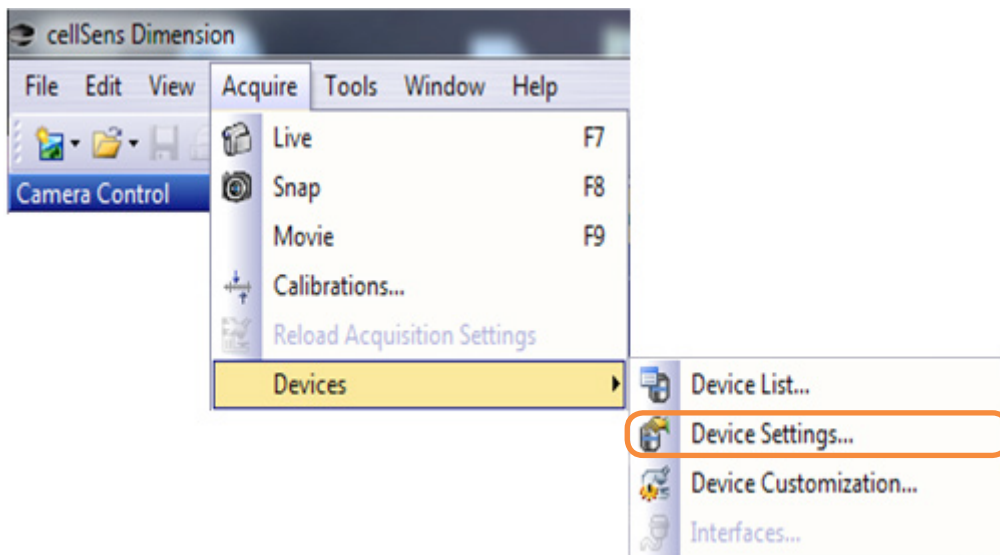 cellSens Dimension
File Edit View Acquire Tools Window Help
Camera Control
Live F7
Snap F8
Movie F9
Calibrations...
Reload Acquisition Settings
Devices
Device List...
Device Settings...
Device Customization...
Interfaces...